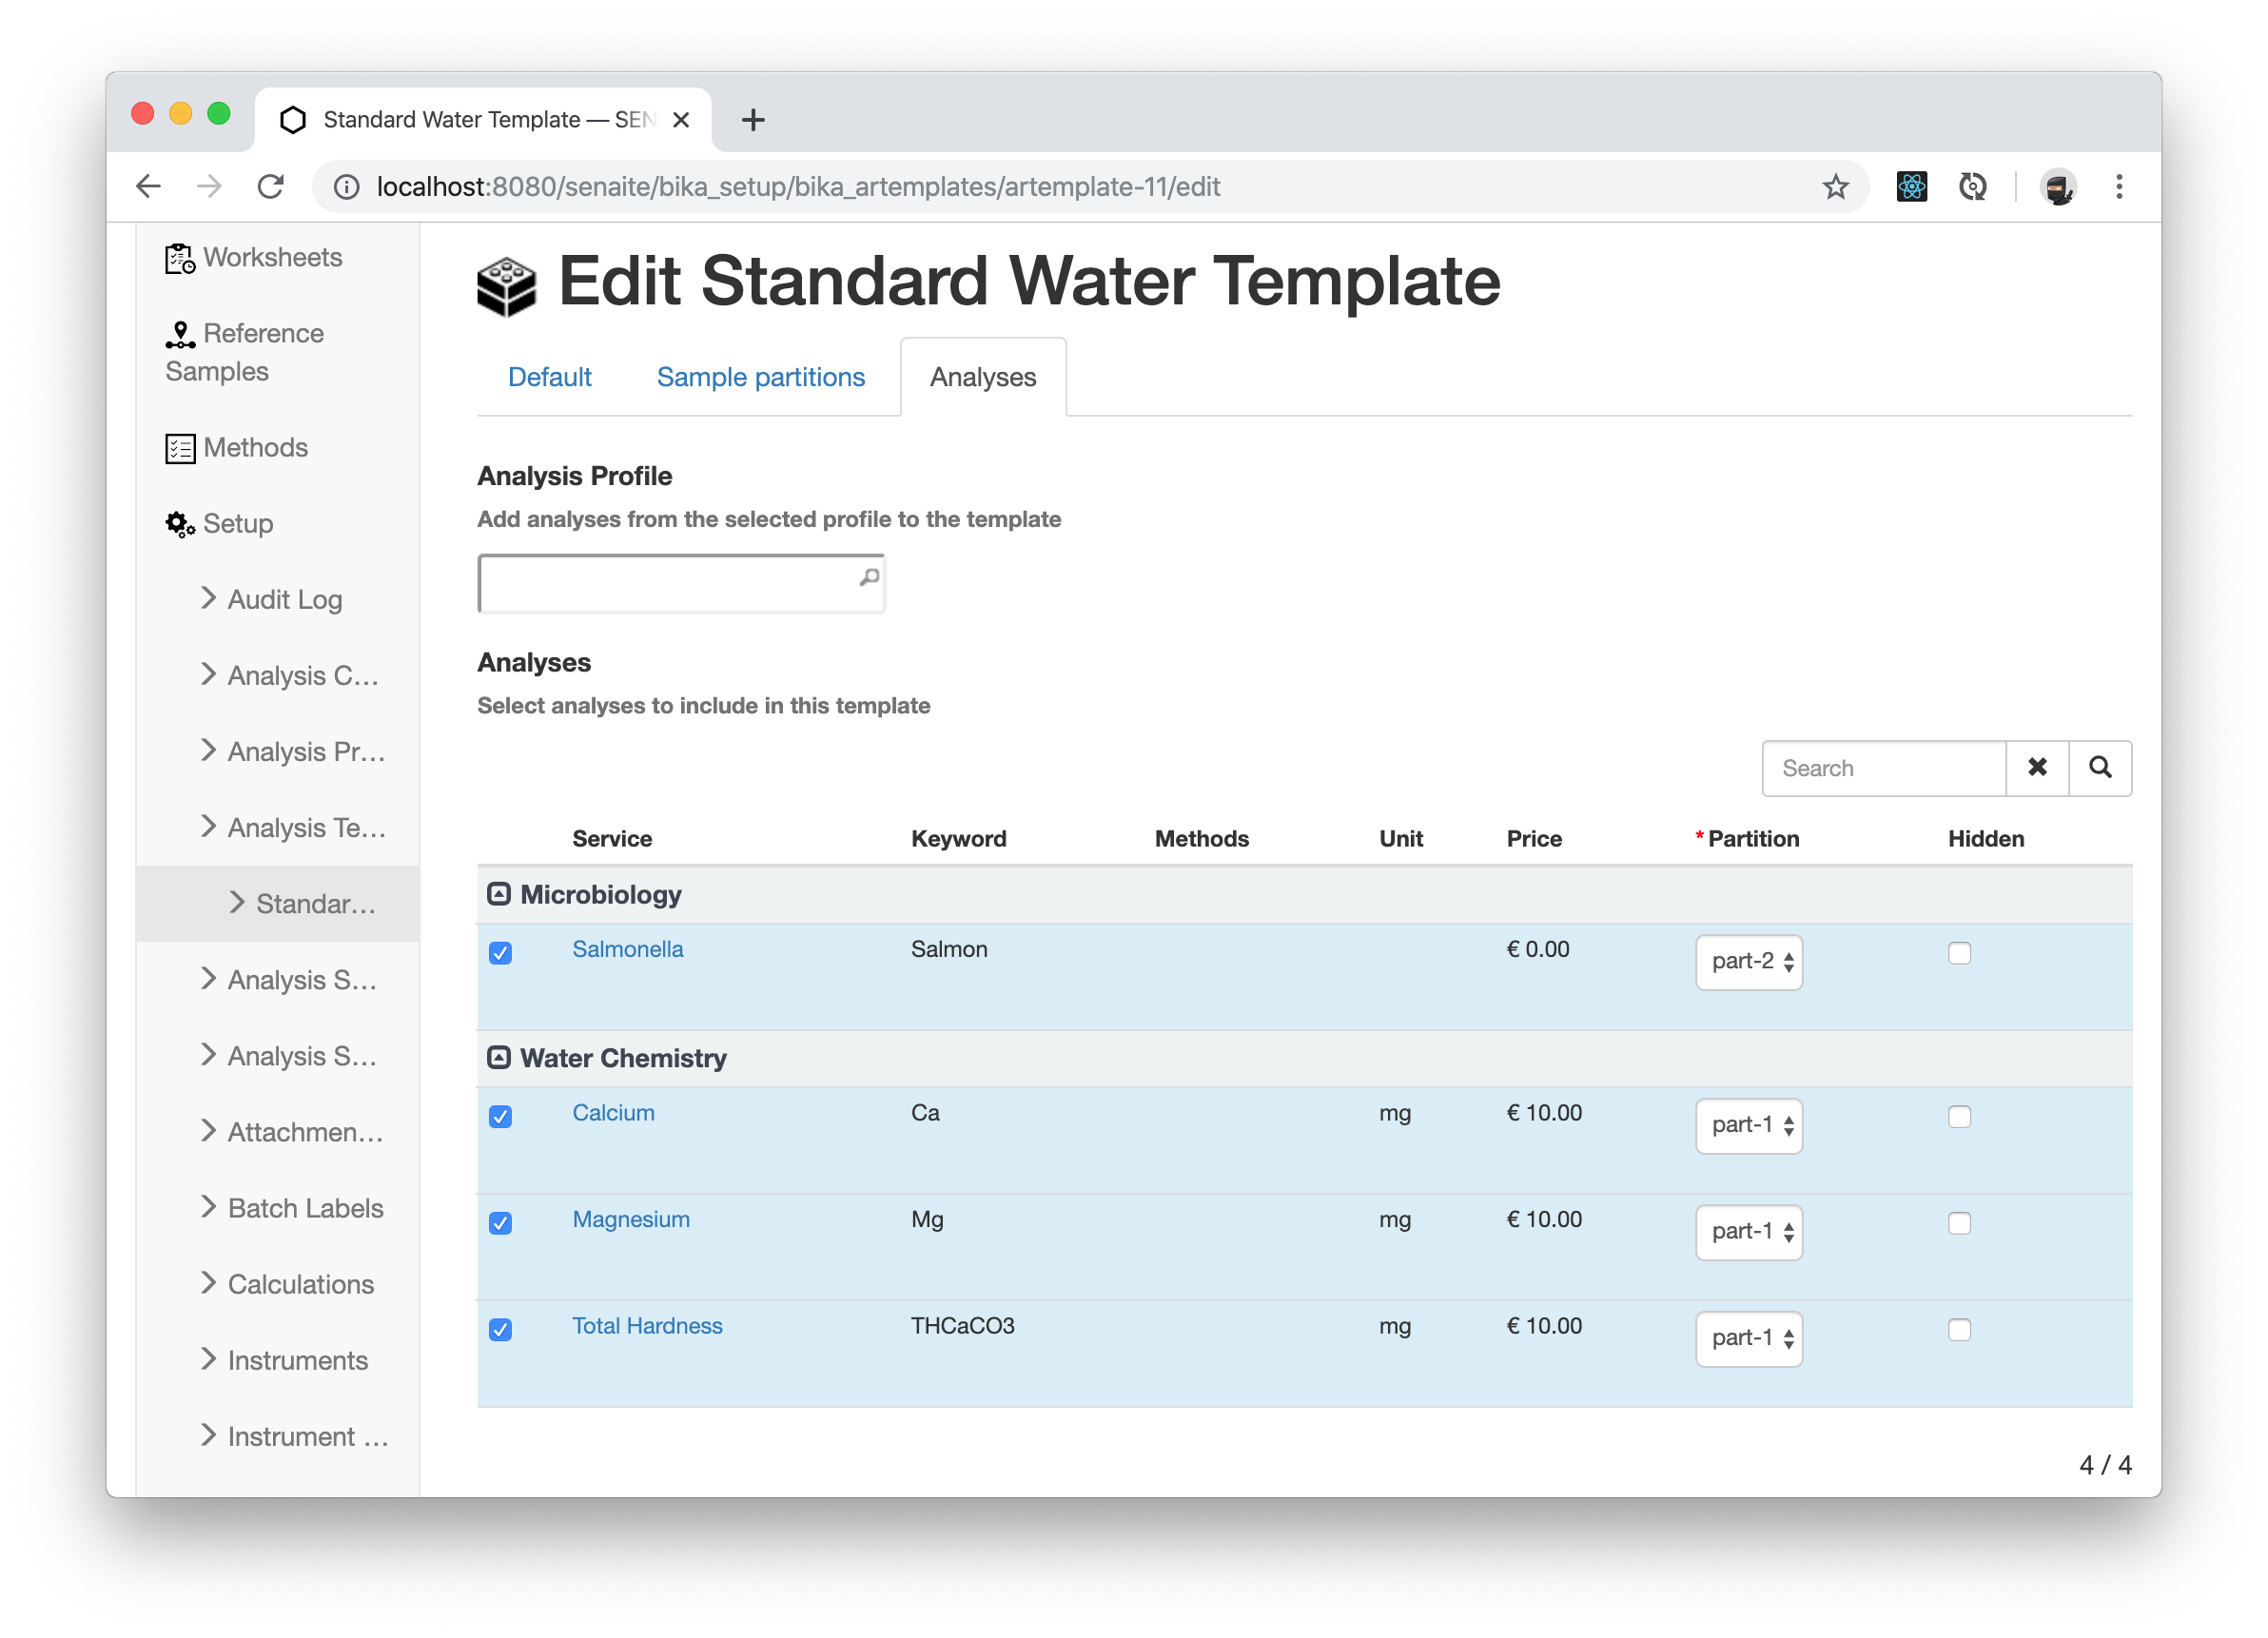 Standard Water Template — SEN
localhost:8080/senaite/bika_setup/bika_artemplates/artemplate-11/edit
Worksheets
Reference
Samples
Methods
Setup
Audit Log
Analysis C...
Analysis Pr...
Analysis Te...
Standar...
Analysis S...
Analysis S...
Attachmen...
Batch Labels
Calculations
Instruments
Instrument ...
Edit Standard Water Template
Default Sample partitions Analyses
Analysis Profile
Add analyses from the selected profile to the template
Analyses
Select analyses to include in this template
Search
Service Keyword Methods Unit Price * Partition Hidden
Microbiology
Salmonella Salmon € 0.00 part-2
Water Chemistry
Calcium Ca mg € 10.00 part-1
Magnesium Mg mg € 10.00 part-1
Total Hardness THCaCO3 mg € 10.00 part-1
4 / 4